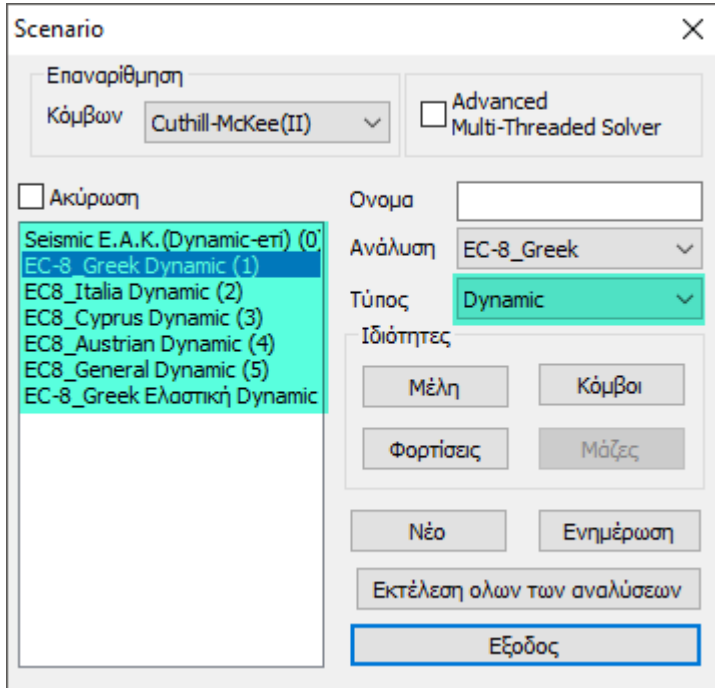 Scenario
Επαναρίθμηση
Κόμβων
Cuthill-McKee(II)
Advanced
Multi-Threaded Solver
Ακύρωση
Seismic E.A.K.(Dynamic-ετί) (0)
EC-8_Greek Dynamic (1)
EC8_Italia Dynamic (2)
EC8_Cyprus Dynamic (3)
EC8_Austrian Dynamic (4)
EC8_General Dynamic (5)
EC-8_Greek Ελαστική Dynamic
Ονομα
Ανάλυση
EC-8_Greek
Τύπος
Dynamic
Ιδιότητες
Μέλη
Κόμβοι
Φορτίσεις
Μάζες
Νέο
Ενημέρωση
Εκτέλεση ολων των αναλύσεων
Εξοδος